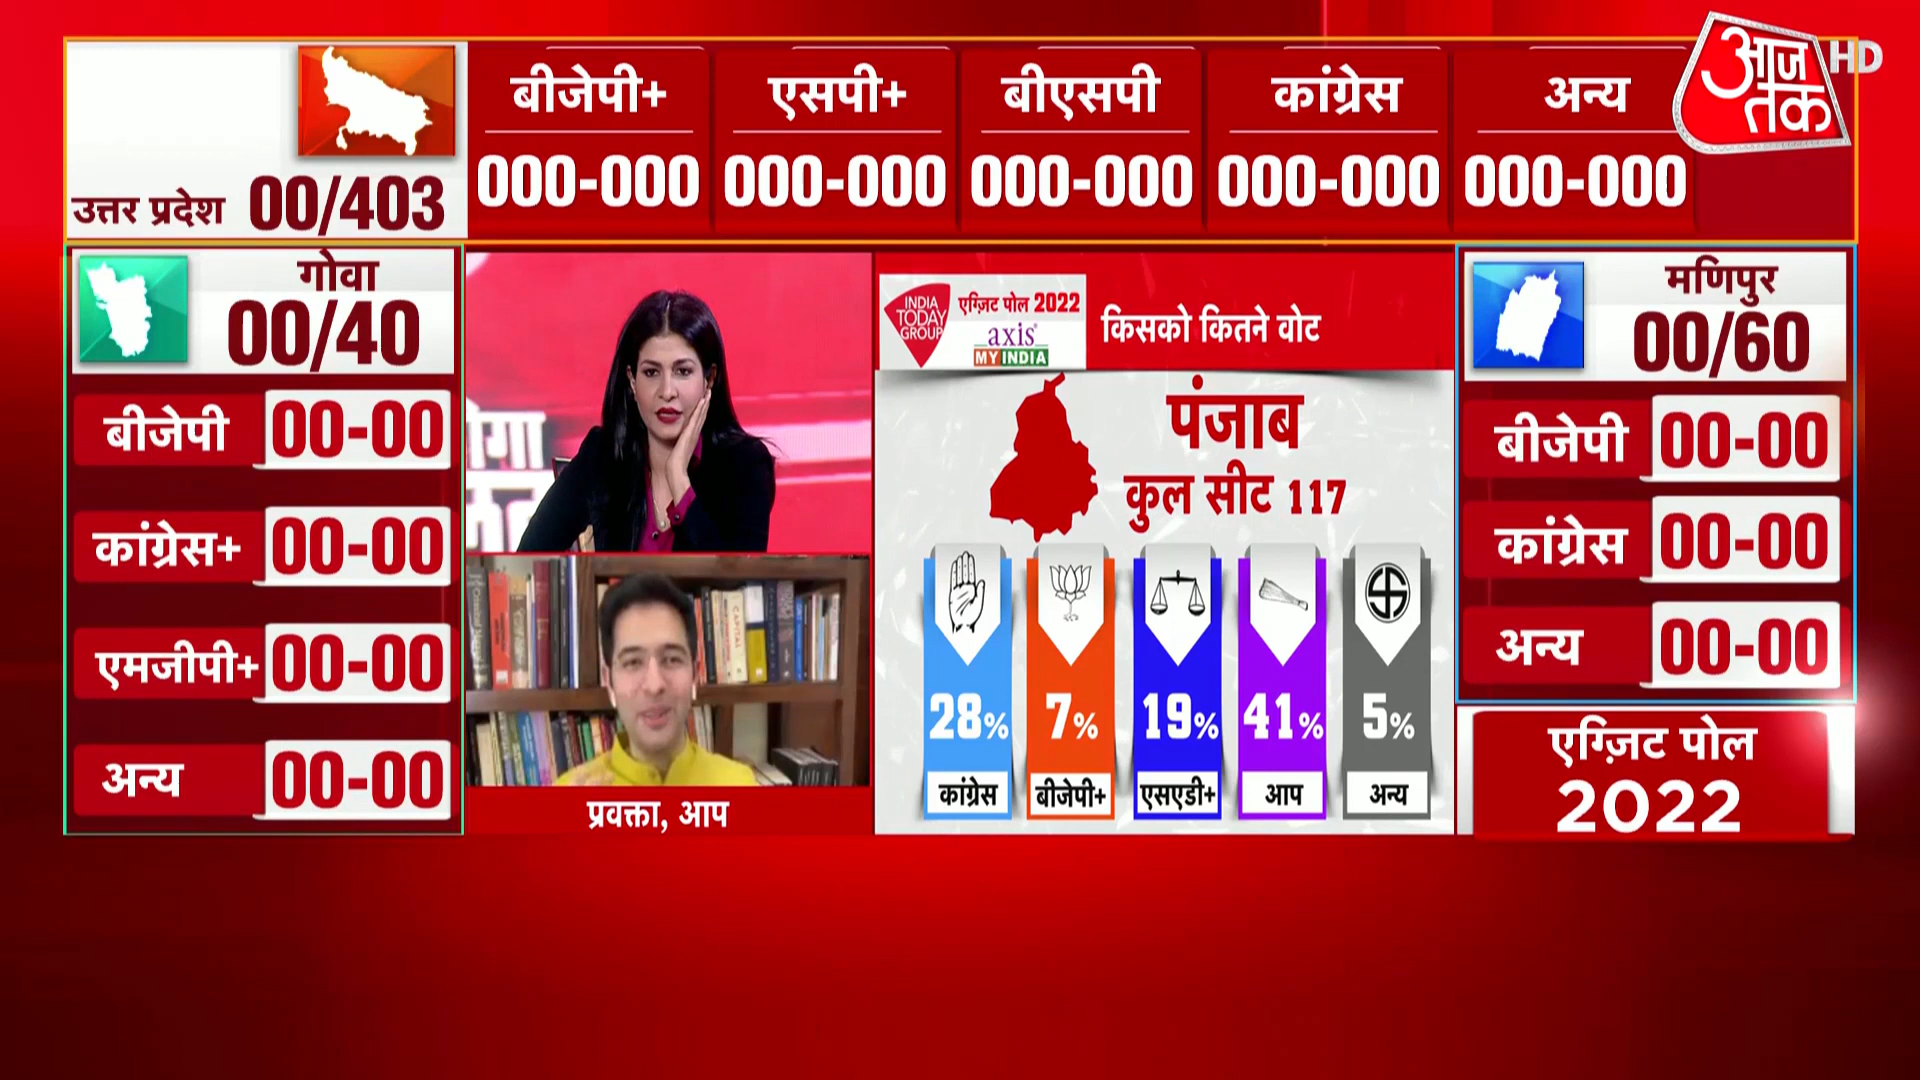 बीजेपी+
एसपी+
बीएसपी
कांग्रेस
अन्य
आज तक HD
उत्तर प्रदेश 00/403
000-000
000-000
000-000
000-000
000-000
गोवा
00/40
बीजेपी 00-00
कांग्रेस+ 00-00
एमजीपी+ 00-00
अन्य 00-00
प्रवक्ता, आप
INDIA
TODAY
GROUP
एग्ज़िट पोल 2022
axis
MY INDIA
किसको कितने वोट
पंजाब
कुल सीट 117
28%
7%
19%
41%
5%
कांग्रेस
बीजेपी+
एसएडी+
आप
अन्य
मणिपुर
00/60
बीजेपी 00-00
कांग्रेस 00-00
अन्य 00-00
एग्ज़िट पोल
2022